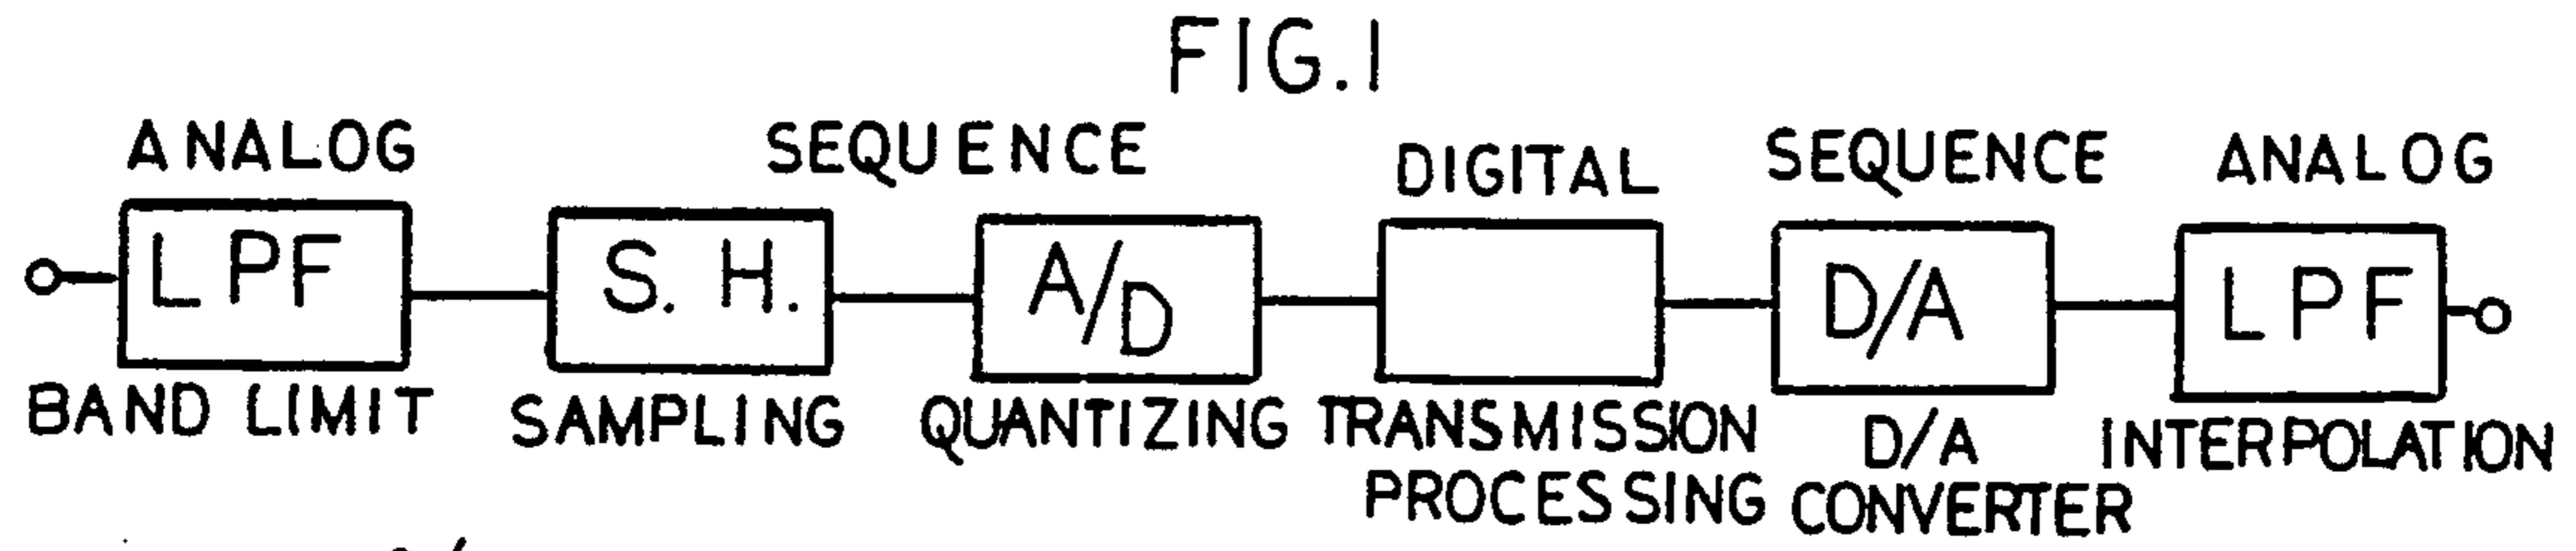 FIG.1
ANALOG SEQUENCE DIGITAL SEQUENCE ANALOG
LPF S. H. A/D D/A LPF
BAND LIMIT SAMPLING QUANTIZING TRANSMISSION D/A INTERPOLATION
PROCESSING CONVERTER